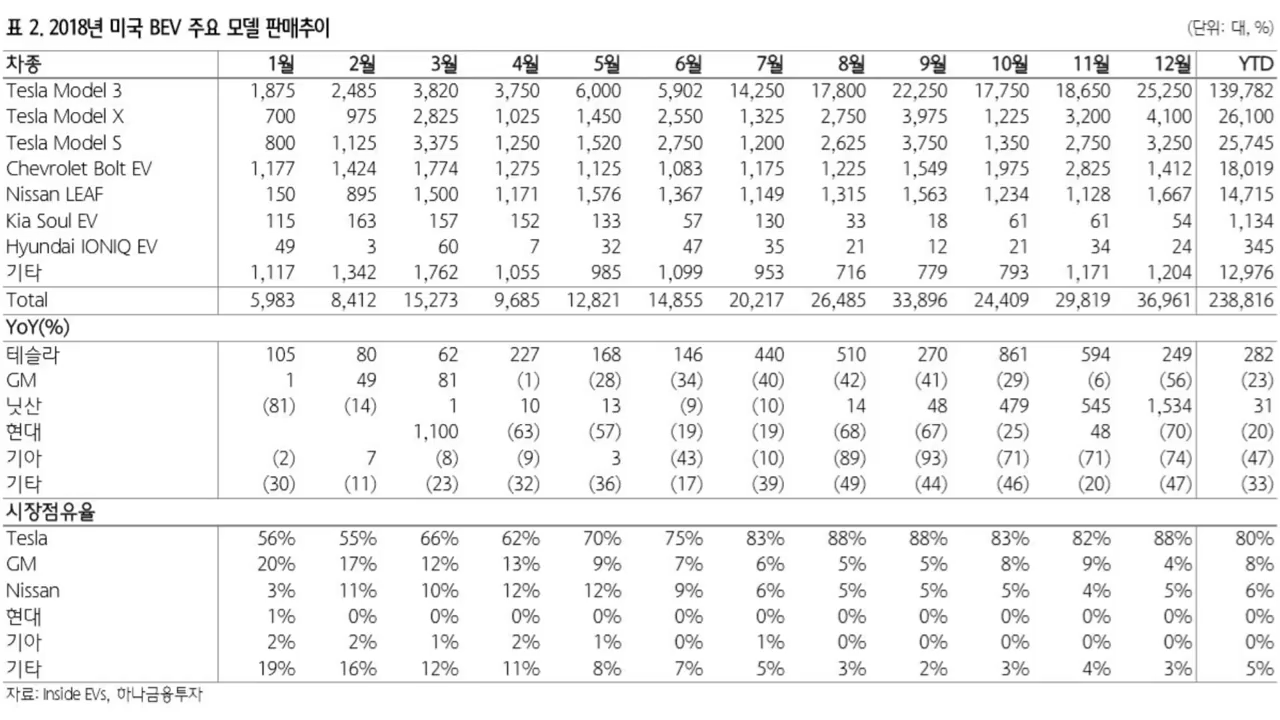 표 2. 2018년 미국 BEV 주요 모델 판매추이 (단위: 대, %)
차종 1월 2월 3월 4월 5월 6월 7월 8월 9월 10월 11월 12월 YTD
Tesla Model 3 1,875 2,485 3,820 3,750 6,000 5,902 14,250 17,800 22,250 17,750 18,650 25,250 139,782
Tesla Model X 700 975 2,825 1,025 1,450 2,550 1,325 2,750 3,975 1,225 3,200 4,100 26,100
Tesla Model S 800 1,125 3,375 1,250 1,520 2,750 1,200 2,625 3,750 1,350 2,750 3,250 25,745
Chevrolet Bolt EV 1,177 1,424 1,774 1,275 1,125 1,083 1,175 1,225 1,549 1,975 2,825 1,412 18,019
Nissan LEAF 150 895 1,500 1,171 1,576 1,367 1,149 1,315 1,563 1,234 1,128 1,667 14,715
Kia Soul EV 115 163 157 152 133 57 130 33 18 61 61 54 1,134
Hyundai IONIQ EV 49 3 60 7 32 47 35 21 12 21 34 24 345
기타 1,117 1,342 1,762 1,055 985 1,099 953 716 779 793 1,171 1,204 12,976
Total 5,983 8,412 15,273 9,685 12,821 14,855 20,217 26,485 33,896 24,409 29,819 36,961 238,816
YoY(%)
테슬라 105 80 62 227 168 146 440 510 270 861 594 249 282
GM 1 49 81 (1) (28) (34) (40) (42) (41) (29) (6) (56) (23)
닛산 (81) (14) 1 10 13 (9) (10) 14 48 479 545 1,534 31
현대 1,100 (63) (57) (19) (19) (68) (67) (25) 48 (70) (20)
기아 (2) 7 (8) (9) 3 (43) (10) (89) (93) (71) (71) (74) (47)
기타 (30) (11) (23) (32) (36) (17) (39) (49) (44) (46) (20) (47) (33)
시장점유율
Tesla 56% 55% 66% 62% 70% 75% 83% 88% 88% 83% 82% 88% 80%
GM 20% 17% 12% 13% 9% 7% 6% 5% 5% 8% 9% 4% 8%
Nissan 3% 11% 10% 12% 12% 9% 6% 5% 5% 5% 4% 5% 6%
현대 1% 0% 0% 0% 0% 0% 0% 0% 0% 0% 0% 0% 0%
기아 2% 2% 1% 2% 1% 0% 1% 0% 0% 0% 0% 0% 0%
기타 19% 16% 12% 11% 8% 7% 5% 3% 2% 3% 4% 3% 5%
자료: Inside EVs, 하나금융투자